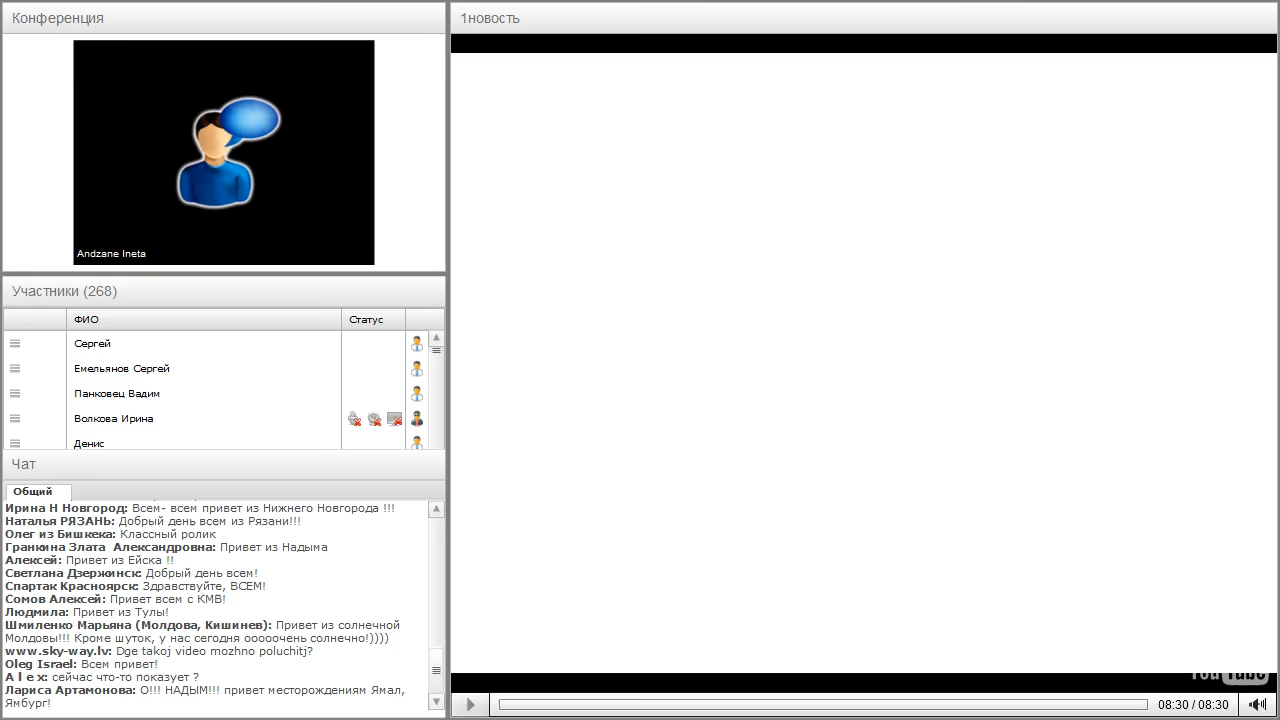 Конференция
Andzane Ineta
Участники (268)
ФИО Статус
Сергей
Емельянов Сергей
Панковец Вадим
Волкова Ирина
Денис
Чат
Общий
Ирина Н Новгород: Всем- всем привет из Нижнего Новгорода !!!
Наталья РЯЗАНЬ: Добрый день всем из Рязани!!!
Олег из Бишкека: Классный ролик
Гранкина Злата  Александровна: Привет из Надыма
Алексей: Привет из Ейска !!
Светлана Дзержинск: Добрый день всем!
Спартак Красноярск: Здравствуйте, ВСЕМ!
Сомов Алексей: Привет всем с КМВ!
Людмила: Привет из Тулы!
Шмиленко Марьяна (Молдова, Кишинев): Привет из солнечной
Молдовы!!! Кроме шуток, у нас сегодня оооооочень солнечно!))))
www.sky-way.lv: Dge takoj video mozhno poluchitj?
Oleg Israel: Всем привет!
A l e x: сейчас что-то показует ?
Лариса Артамонова: О!!! НАДЫМ!!! привет месторождениям Ямал,
Ямбург!
1новость
YouTube
08:30 / 08:30